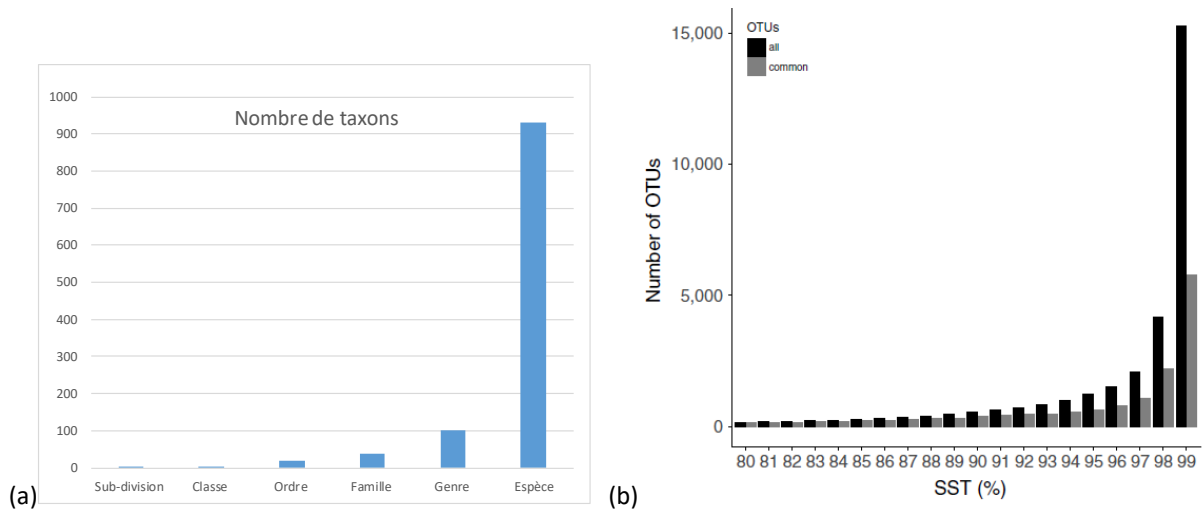 Nombre de taxons
1000
900
800
700
600
500
400
300
200
100
0
Sub-division Classe Ordre Famille Genre Espèce
(a)
OTUs
all
common
Number of OTUs
15,000
10,000
5,000
0
80 81 82 83 84 85 86 87 88 89 90 91 92 93 94 95 96 97 98 99
SST (%)
(b)